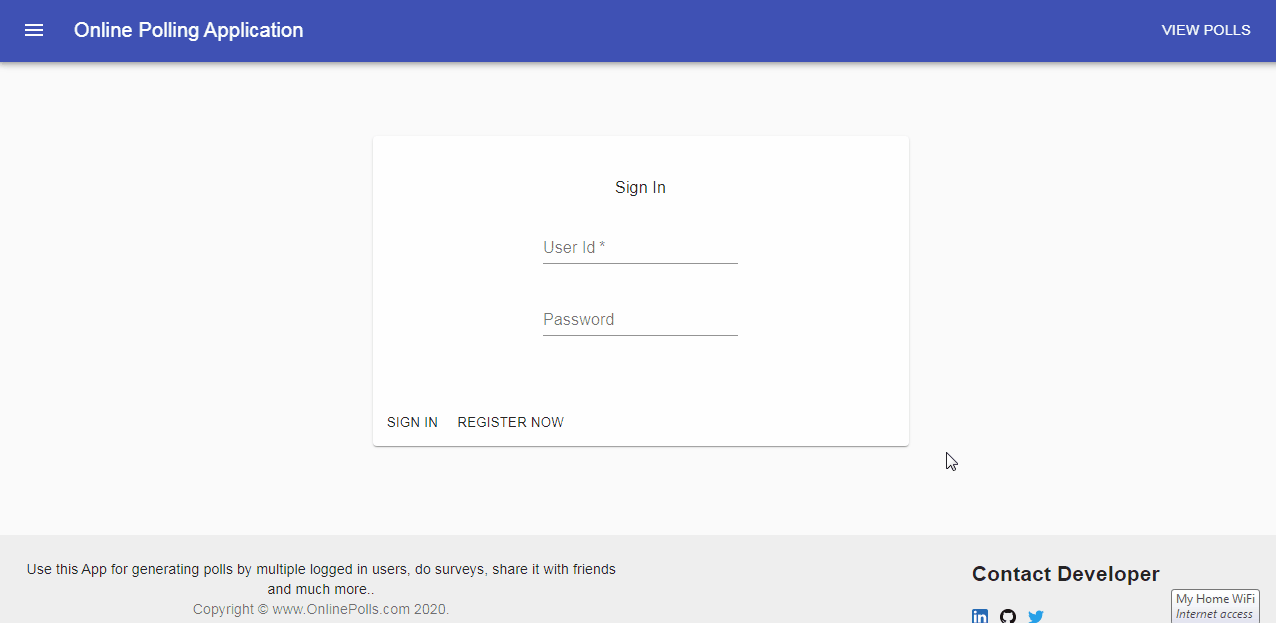 Online Polling Application
VIEW POLLS
Sign In
User Id *
Password
SIGN IN
REGISTER NOW
Use this App for generating polls by multiple logged in users, do surveys, share it with friends
and much more..
Copyright © www.OnlinePolls.com 2020.
Contact Developer
My Home WiFi
Internet access